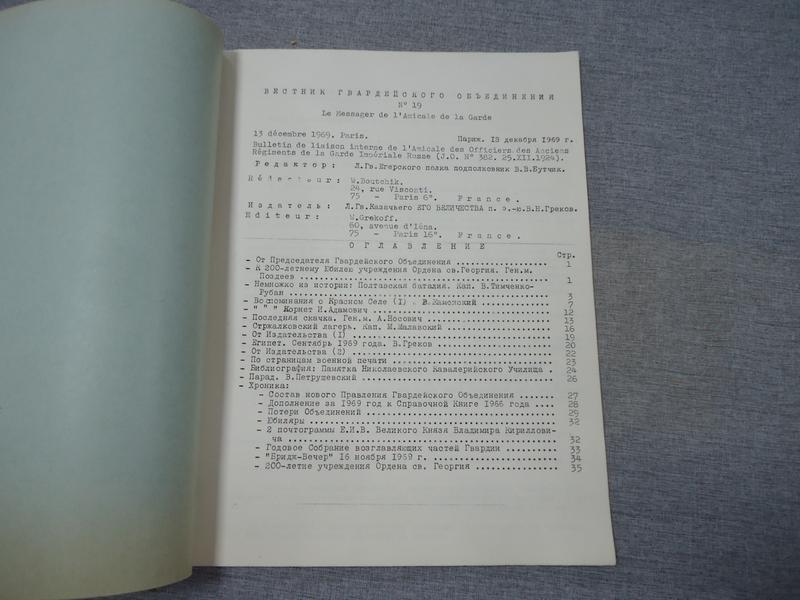 ВЕСТНИК ГВАРДЕЙСКОГО ОБЪЕДИНЕНИЯ
№ 19
Le Messager de l'Amicale de la Garde
13 décembre 1969. Paris. Париж. 13 декабря 1969 г.
Bulletin de liaison interne de l'Amicale des Officiers des Anciens
Régiments de la Garde Impériale Russe (J.O. N° 382. 25.XII.1924).
Редактор: Л.Гв.Егерского полка подполковник В.В.Бутчик.
Rédecteur: W.Boutchik.
24, rue Visconti.
75 - Paris 6°. France.
Издатель: Л.Гв.Казачьего ЕГО ВЕЛИЧЕСТВА п. э.-ю.В.Н.Греков.
Editeur: W.Grekoff.
60, avenue d'Iéna.
75 - Paris 16°. France.
ОГЛАВЛЕНИЕ
Стр.
- От Председателя Гвардейского Объединения .................. 1
- К 200-летнему Юбилею учреждения Ордена св.Георгия. Ген.м.
Поздеев .................. 1
- Немножко из истории: Полтавская баталия. Кап. В.Тимченко-
Рубан .................. 3
- Воспоминания о Красном Селе (I). В.Каменский .................. 7
- " " " Корнет И.Адамович .................. 12
- Последняя скачка. Ген.м. А.Носович .................. 13
- Стржалковский лагерь. Кап. М.Малавский .................. 16
- От Издательства (1) .................. 19
- Египет. Сентябрь 1969 года. В.Греков .................. 20
- От Издательства (2) .................. 22
- По страницам военной печати .................. 23
- Библиография: Памятка Николаевского Кавалерийского Училища . 24
- Парад. В.Петрушевский .................. 26
- Хроника:
- Состав нового Правления Гвардейского Объединения ....... 27
- Дополнение за 1969 год к Справочной Книге 1966 года .... 28
- Потери Объединений .................. 29
- Юбиляры .................. 32
- 2 почтограммы Е.И.В. Великого Князя Владимира Кириллови-
ча .................. 32
- Годовое Собрание возглавляющих частей Гвардии .......... 33
- "Бридж-Вечер" 16 ноября 1969 г. .................. 34
- 200-летие учреждения Ордена св. Георгия ................ 35